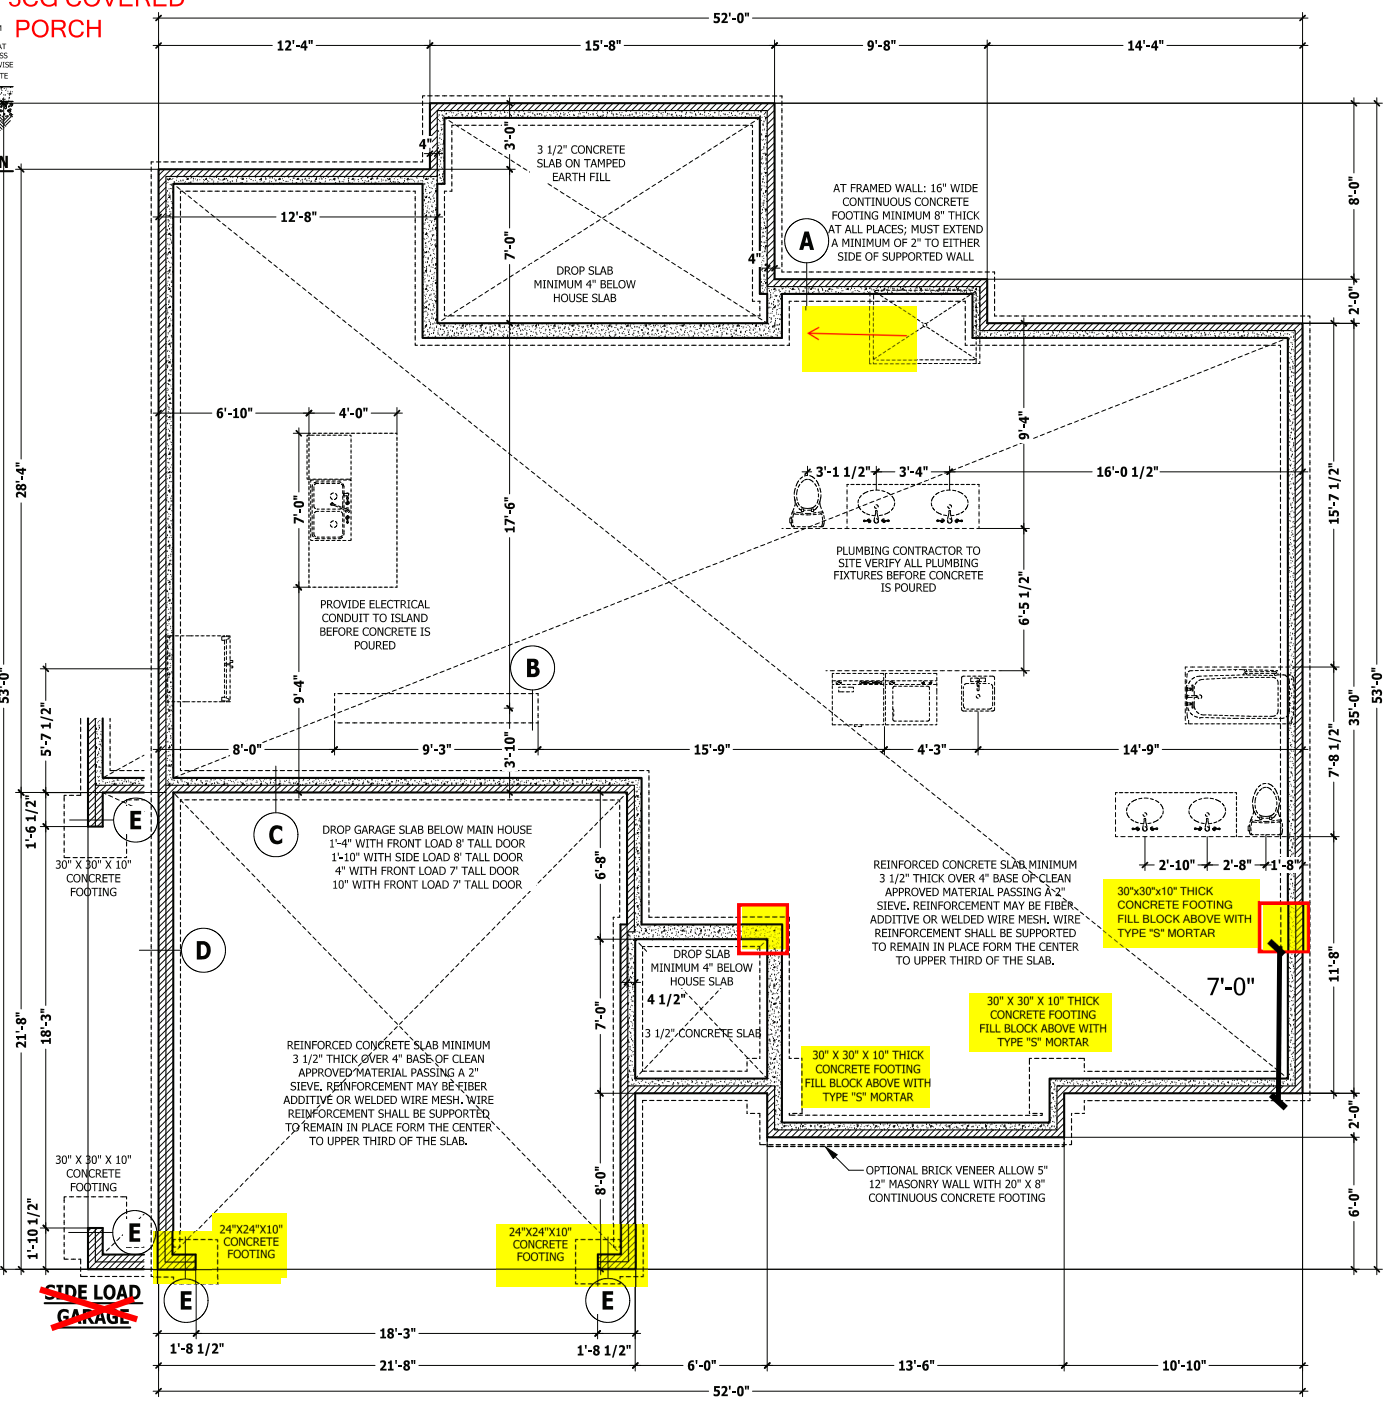 3CG COVERED
PORCH
AT
WISE
TE
N
52'-0"
12'-4"
15'-8"
9'-8"
14'-4"
4"
3'-0"
3 1/2" CONCRETE
SLAB ON TAMPED
EARTH FILL
AT FRAMED WALL: 16" WIDE
CONTINUOUS CONCRETE
FOOTING MINIMUM 8" THICK
AT ALL PLACES; MUST EXTEND
A MINIMUM OF 2" TO EITHER
SIDE OF SUPPORTED WALL
8'-0"
12'-8"
7'-0"
A
4"
DROP SLAB
MINIMUM 4" BELOW
HOUSE SLAB
2'-0"
6'-10"
4'-0"
9'-4"
28'-4"
7'-0"
17'-6"
3'-1 1/2"
3'-4"
16'-0 1/2"
15'-7 1/2"
PLUMBING CONTRACTOR TO
SITE VERIFY ALL PLUMBING
FIXTURES BEFORE CONCRETE
IS POURED
6'-5 1/2"
PROVIDE ELECTRICAL
CONDUIT TO ISLAND
BEFORE CONCRETE IS
POURED
53'-0"
9'-4"
B
35'-0"
53'-0"
5'-7 1/2"
8'-0"
9'-3"
3'-10"
15'-9"
4'-3"
14'-9"
7'-8 1/2"
1'-6 1/2"
E
C
DROP GARAGE SLAB BELOW MAIN HOUSE
1'-4" WITH FRONT LOAD 8' TALL DOOR
1'-10" WITH SIDE LOAD 8' TALL DOOR
4" WITH FRONT LOAD 7' TALL DOOR
10" WITH FRONT LOAD 7' TALL DOOR
6'-8"
30" X 30" X 10"
CONCRETE
FOOTING
2'-10"
2'-8"
1'-8"
REINFORCED CONCRETE SLAB MINIMUM
3 1/2" THICK OVER 4" BASE OF CLEAN
APPROVED MATERIAL PASSING A 2"
SIEVE. REINFORCEMENT MAY BE FIBER
ADDITIVE OR WELDED WIRE MESH. WIRE
REINFORCEMENT SHALL BE SUPPORTED
TO REMAIN IN PLACE FORM THE CENTER
TO UPPER THIRD OF THE SLAB.
30"x30"x10" THICK
CONCRETE FOOTING
FILL BLOCK ABOVE WITH
TYPE "S" MORTAR
D
DROP SLAB
MINIMUM 4" BELOW
HOUSE SLAB
11'-8"
7'-0"
4 1/2"
7'-0"
3 1/2" CONCRETE SLAB
30" X 30" X 10" THICK
CONCRETE FOOTING
FILL BLOCK ABOVE WITH
TYPE "S" MORTAR
21'-8"
18'-3"
REINFORCED CONCRETE SLAB MINIMUM
3 1/2" THICK OVER 4" BASE OF CLEAN
APPROVED MATERIAL PASSING A 2"
SIEVE. REINFORCEMENT MAY BE FIBER
ADDITIVE OR WELDED WIRE MESH. WIRE
REINFORCEMENT SHALL BE SUPPORTED
TO REMAIN IN PLACE FORM THE CENTER
TO UPPER THIRD OF THE SLAB.
30" X 30" X 10" THICK
CONCRETE FOOTING
FILL BLOCK ABOVE WITH
TYPE "S" MORTAR
2'-0"
30" X 30" X 10"
CONCRETE
FOOTING
8'-0"
OPTIONAL BRICK VENEER ALLOW 5"
12" MASONRY WALL WITH 20" X 8"
CONTINUOUS CONCRETE FOOTING
6'-0"
1'-10 1/2"
E
24"X24"X10"
CONCRETE
FOOTING
24"X24"X10"
CONCRETE
FOOTING
SIDE LOAD
GARAGE
E
E
18'-3"
1'-8 1/2"
1'-8 1/2"
21'-8"
6'-0"
13'-6"
10'-10"
52'-0"